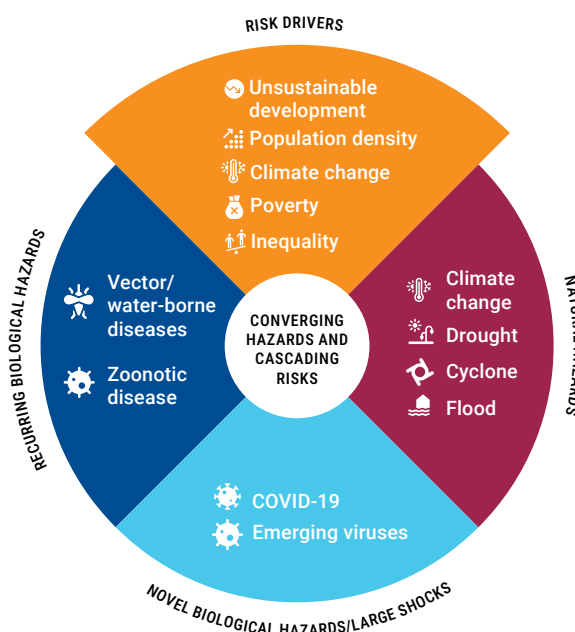 RISK DRIVERS
Unsustainable
development
Population density
Climate change
Poverty
Inequality
RECURRING BIOLOGICAL HAZARDS
Vector/
water-borne
diseases
Zoonotic
disease
CONVERGING
HAZARDS AND
CASCADING
RISKS
Climate
change
Drought
Cyclone
Flood
HAZARDS
COVID-19
Emerging viruses
NOVEL BIOLOGICAL HAZARDS/LARGE SHOCKS